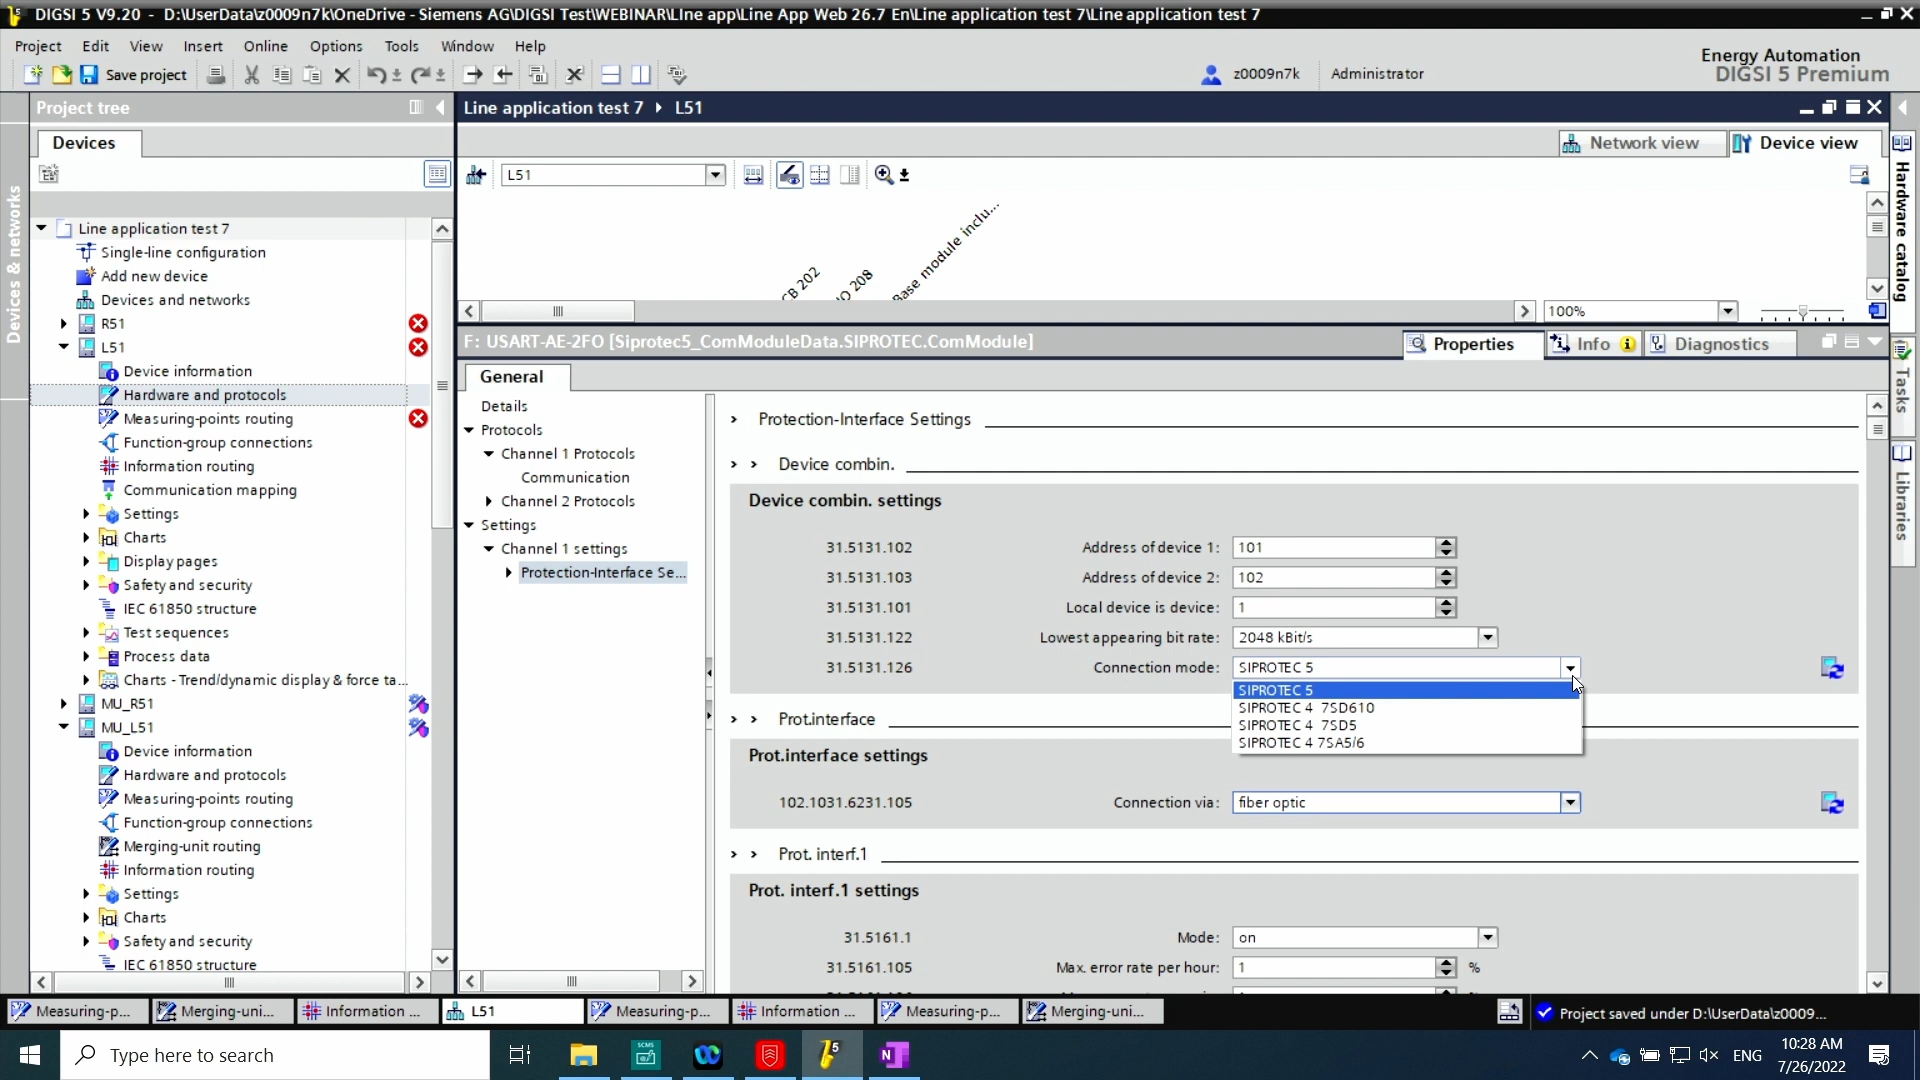 DIGSI 5 V9.20 - D:\UserData\z0009n7k\OneDrive - Siemens AG\DIGSI Test\WEBINAR\LIne app\Line App Web 26.7 En\Line application test 7\Line application test 7
Project Edit View Insert Online Options Tools Window Help
Energy Automation
DIGSI 5 Premium
Save project
z0009n7k
Administrator
Project tree
Line application test 7 ▸ L51
Devices
Network view
Device view
L51
Devices & networks
Hardware catalog
Tasks
Libraries
Line application test 7
Single-line configuration
Add new device
Devices and networks
R51
L51
Device information
Hardware and protocols
Measuring-points routing
Function-group connections
Information routing
Communication mapping
Settings
Charts
Display pages
Safety and security
IEC 61850 structure
Test sequences
Process data
Charts - Trend/dynamic display & force ta...
MU_R51
MU_L51
Device information
Hardware and protocols
Measuring-points routing
Function-group connections
Merging-unit routing
Information routing
Settings
Charts
Safety and security
IEC 61850 structure
CB 202
IO 208
Base module inclu...
100%
F: USART-AE-2FO [Siprotec5_ComModuleData.SIPROTEC.ComModule]
Properties
Info
Diagnostics
General
Details
Protocols
Channel 1 Protocols
Communication
Channel 2 Protocols
Settings
Channel 1 settings
Protection-Interface Se...
Protection-Interface Settings
Device combin.
Device combin. settings
31.5131.102 Address of device 1: 101
31.5131.103 Address of device 2: 102
31.5131.101 Local device is device: 1
31.5131.122 Lowest appearing bit rate: 2048 kBit/s
31.5131.126 Connection mode: SIPROTEC 5
SIPROTEC 5
SIPROTEC 4 7SD610
SIPROTEC 4 7SD5
SIPROTEC 4 7SA5/6
Prot.interface
Prot.interface settings
102.1031.6231.105 Connection via: fiber optic
Prot. interf.1
Prot. interf.1 settings
31.5161.1 Mode: on
31.5161.105 Max. error rate per hour: 1 %
Measuring-p...
Merging-uni...
Information ...
L51
Measuring-p...
Information ...
Measuring-p...
Merging-uni...
Project saved under D:\UserData\z0009...
Type here to search
SCMS
ENG
10:28 AM
7/26/2022